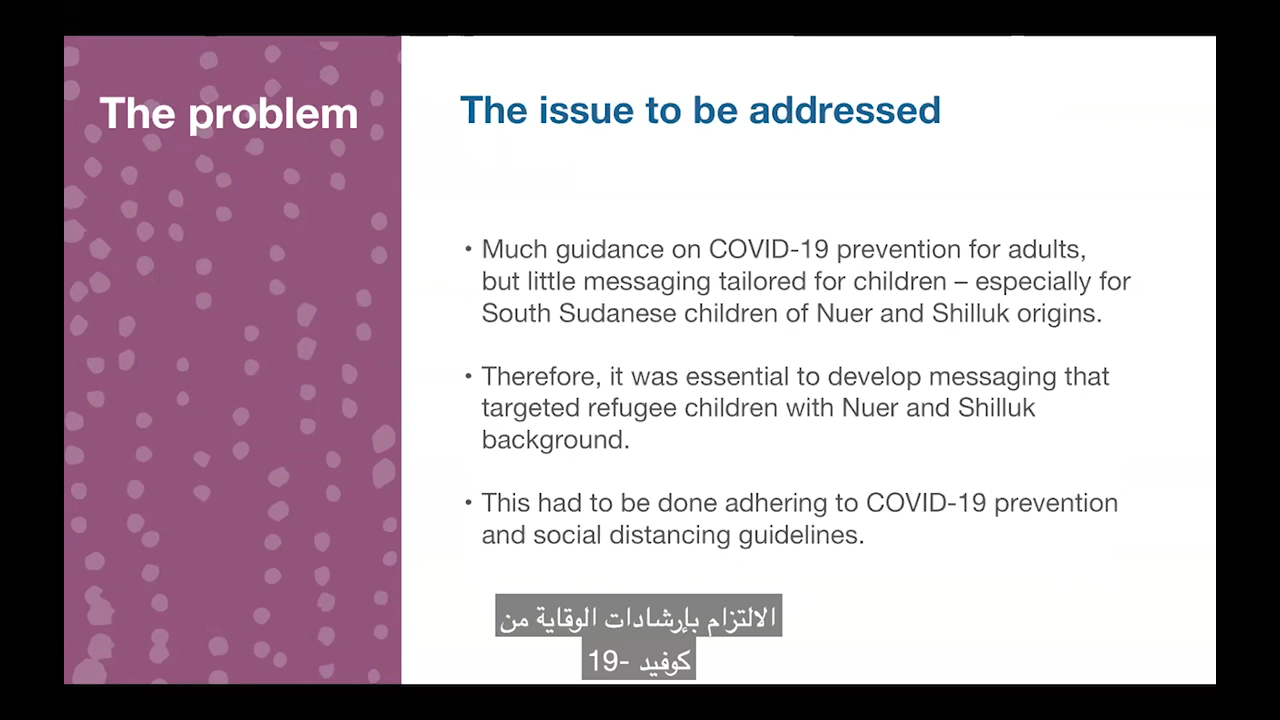 The problem
The issue to be addressed
• Much guidance on COVID-19 prevention for adults,
but little messaging tailored for children – especially for
South Sudanese children of Nuer and Shilluk origins.
• Therefore, it was essential to develop messaging that
targeted refugee children with Nuer and Shilluk
background.
• This had to be done adhering to COVID-19 prevention
and social distancing guidelines.
الالتزام بإرشادات الوقاية من
كوفيد -19